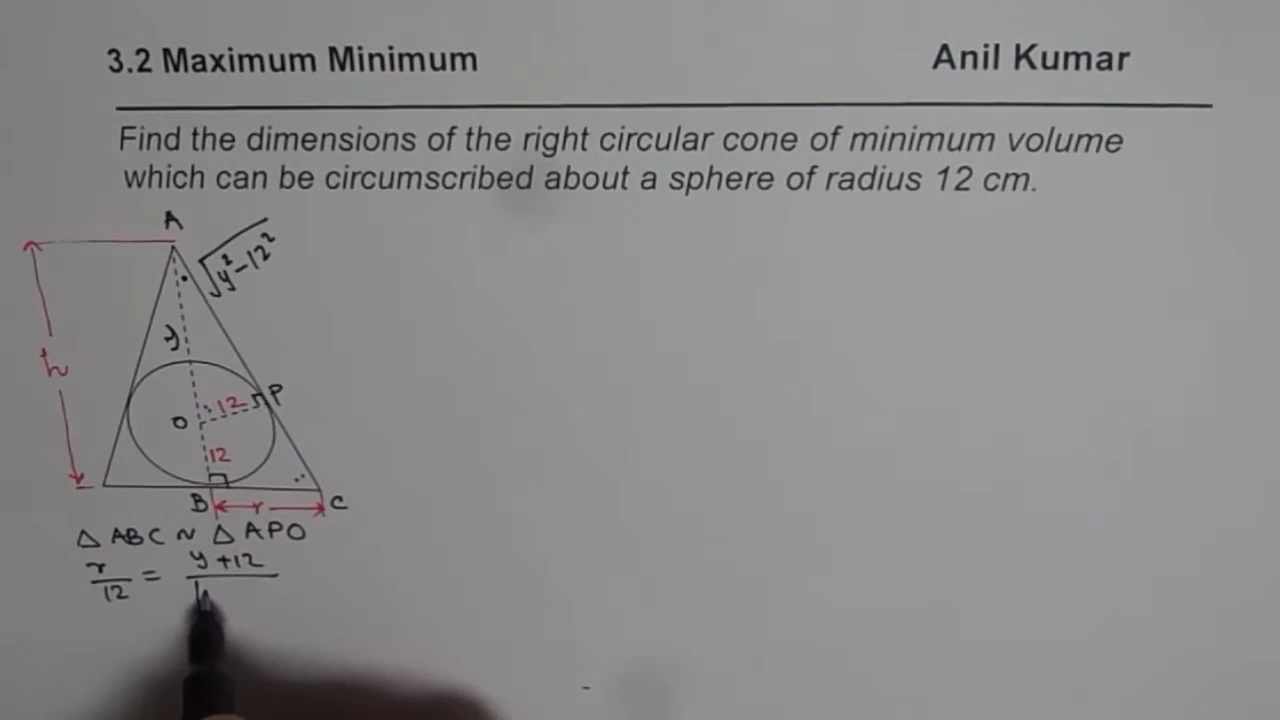 3.2 Maximum Minimum
Anil Kumar
Find the dimensions of the right circular cone of minimum volume
which can be circumscribed about a sphere of radius 12 cm.
A
√y²-12²
y
h
12
P
O
12
B
r
C
△ ABC ~ △ APO
r/12 = y+12